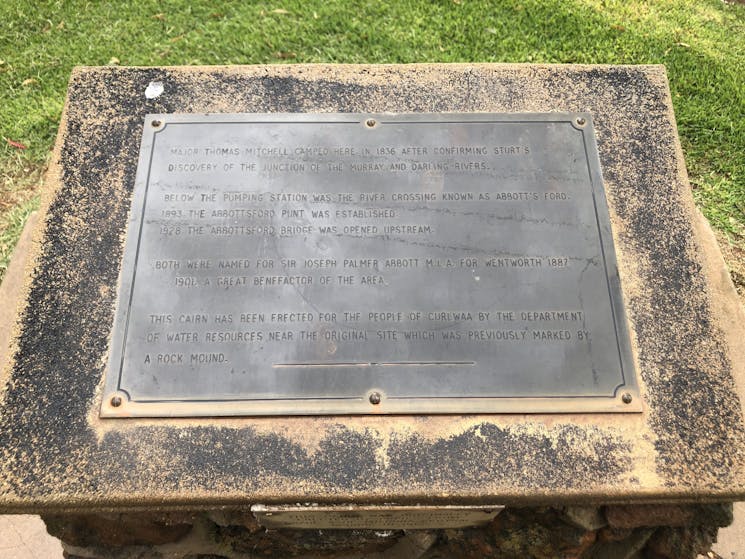 MAJOR THOMAS MITCHELL CAMPED HERE IN 1836 AFTER CONFIRMING STURT'S
DISCOVERY OF THE JUNCTION OF THE MURRAY AND DARLING RIVERS.
BELOW THE PUMPING STATION WAS THE RIVER CROSSING KNOWN AS ABBOTT'S FORD.
1893 THE ABBOTTSFORD PUNT WAS ESTABLISHED.
1928 THE ABBOTTSFORD BRIDGE WAS OPENED UPSTREAM.
BOTH WERE NAMED FOR SIR JOSEPH PALMER ABBOTT M.L.A. FOR WENTWORTH 1887
1901. A GREAT BENEFACTOR OF THE AREA.
THIS CAIRN HAS BEEN ERECTED FOR THE PEOPLE OF CURLWAA BY THE DEPARTMENT
OF WATER RESOURCES NEAR THE ORIGINAL SITE WHICH WAS PREVIOUSLY MARKED BY
A ROCK MOUND.